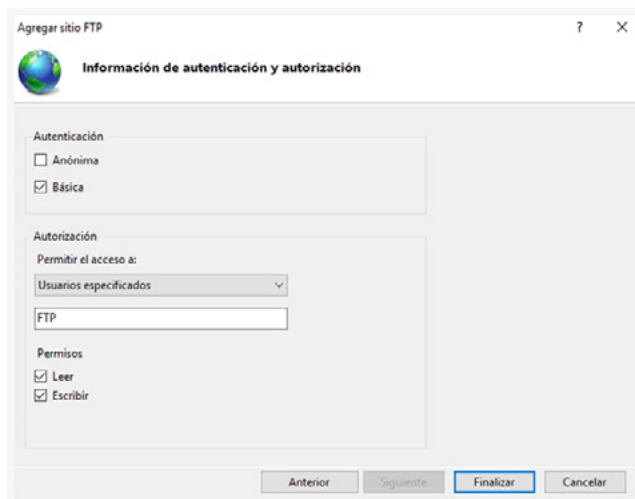 Agregar sitio FTP
?
Información de autenticación y autorización
Autenticación
Anónima
Básica
Autorización
Permitir el acceso a:
Usuarios especificados
FTP
Permisos
Leer
Escribir
Anterior Siguiente Finalizar Cancelar